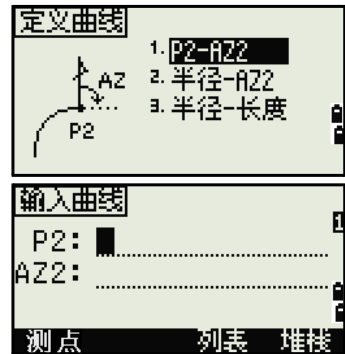 定义曲线
1. P2-AZ2
2. 半径-AZ2
3. 半径-长度
AZ
P2
输入曲线
1
P2:
AZ2:
测点 列表 堆栈